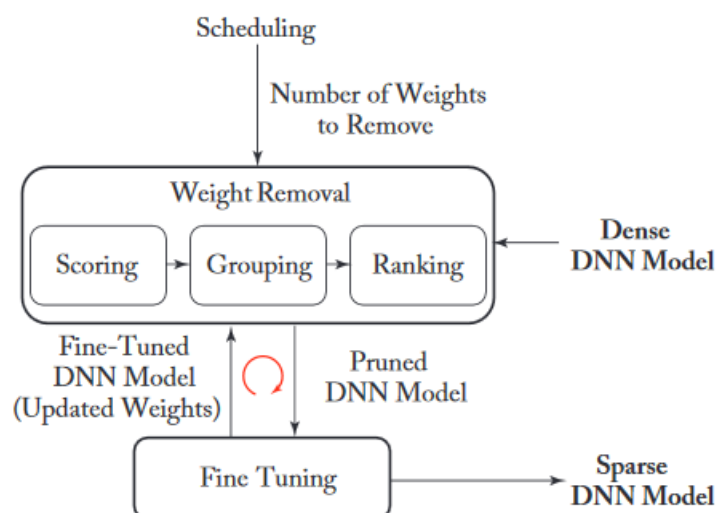 Scheduling
Number of Weights
to Remove
Weight Removal
Scoring
Grouping
Ranking
Dense
DNN Model
Fine-Tuned
DNN Model
(Updated Weights)
Pruned
DNN Model
Fine Tuning
Sparse
DNN Model